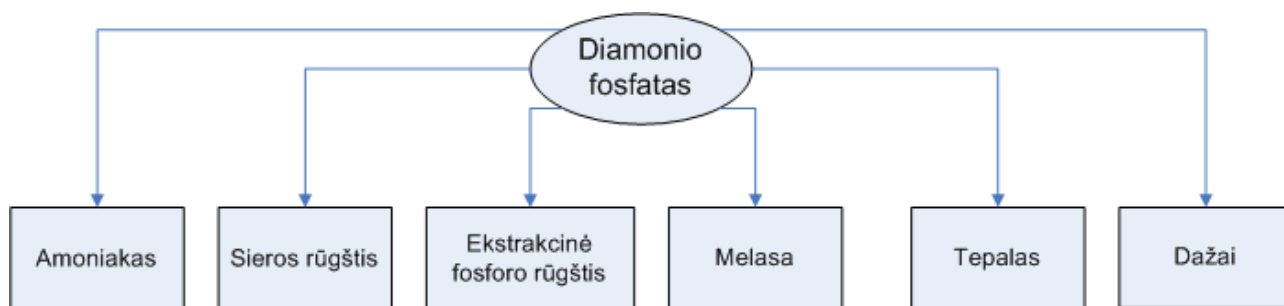 Diamonio
fosfatas
Amoniakas
Sieros rūgštis
Ekstrakcinė
fosforo rūgštis
Melasa
Tepalas
Dažai